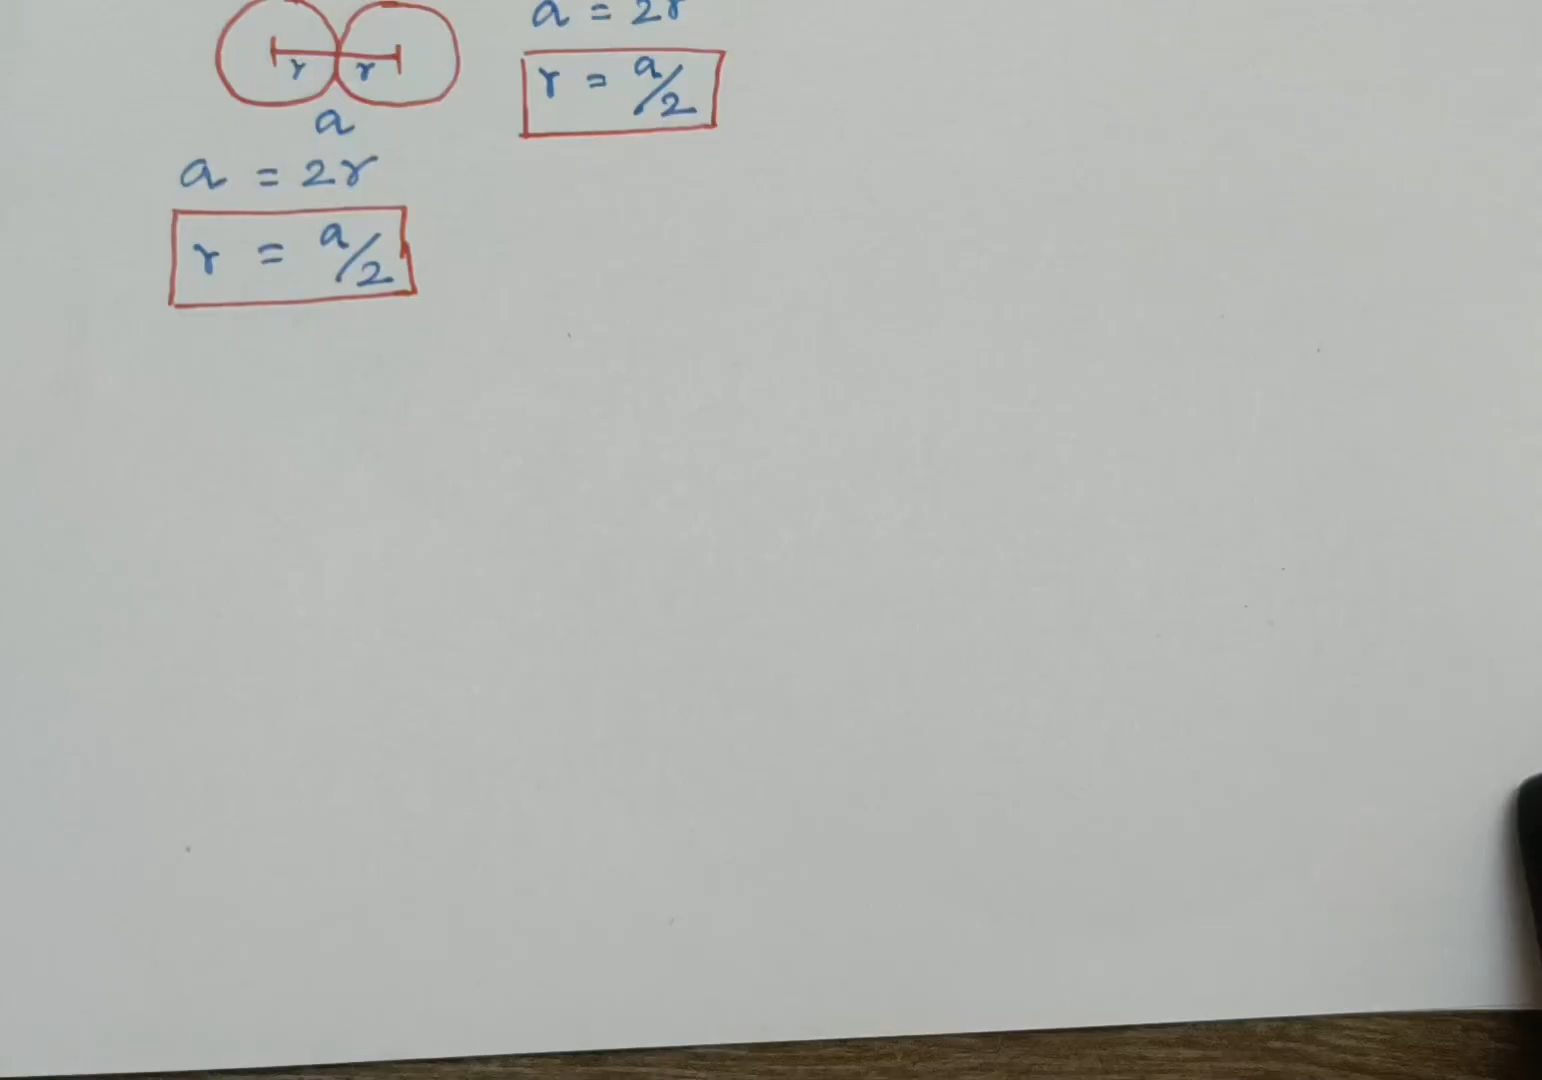 a = 2r
r = a/2
r r
a
a = 2r
r = a/2